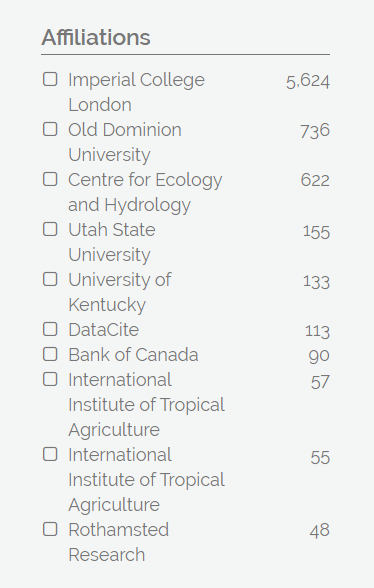 Affiliations
Imperial College 5,624
London
Old Dominion 736
University
Centre for Ecology 622
and Hydrology
Utah State 155
University
University of 133
Kentucky
DataCite 113
Bank of Canada 90
International 57
Institute of Tropical
Agriculture
International 55
Institute of Tropical
Agriculture
Rothamsted 48
Research